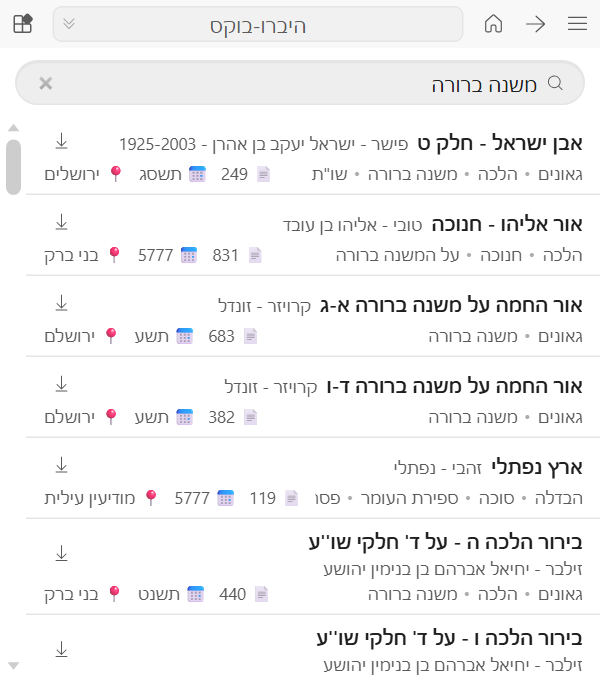 היברו-בוקס
משנה ברורה
אבן ישראל - חלק ט פישר - ישראל יעקב בן אהרן - 1925-2003
גאונים • הלכה • משנה ברורה • שו"ת 249 תשסג ירושלים
אור אליהו - חנוכה טובי - אליהו בן עובד
הלכה • חנוכה • על המשנה ברורה 831 5777 בני ברק
אור החמה על משנה ברורה א-ג קרויזר - זונדל
גאונים • משנה ברורה 683 תשע ירושלם
אור החמה על משנה ברורה ד-ו קרויזר - זונדל
גאונים • משנה ברורה 382 תשע ירושלם
ארץ נפתלי זהבי - נפתלי
הבדלה • סוכה • ספירת העומר • פסח 119 5777 מודיעין עילית
בירור הלכה ה - על ד' חלקי שו''ע
זילבר - יחיאל אברהם בן בנימין יהושע
גאונים • הלכה • משנה ברורה 440 תשנט בני ברק
בירור הלכה ו - על ד' חלקי שו''ע
זילבר - יחיאל אברהם בן בנימין יהושע